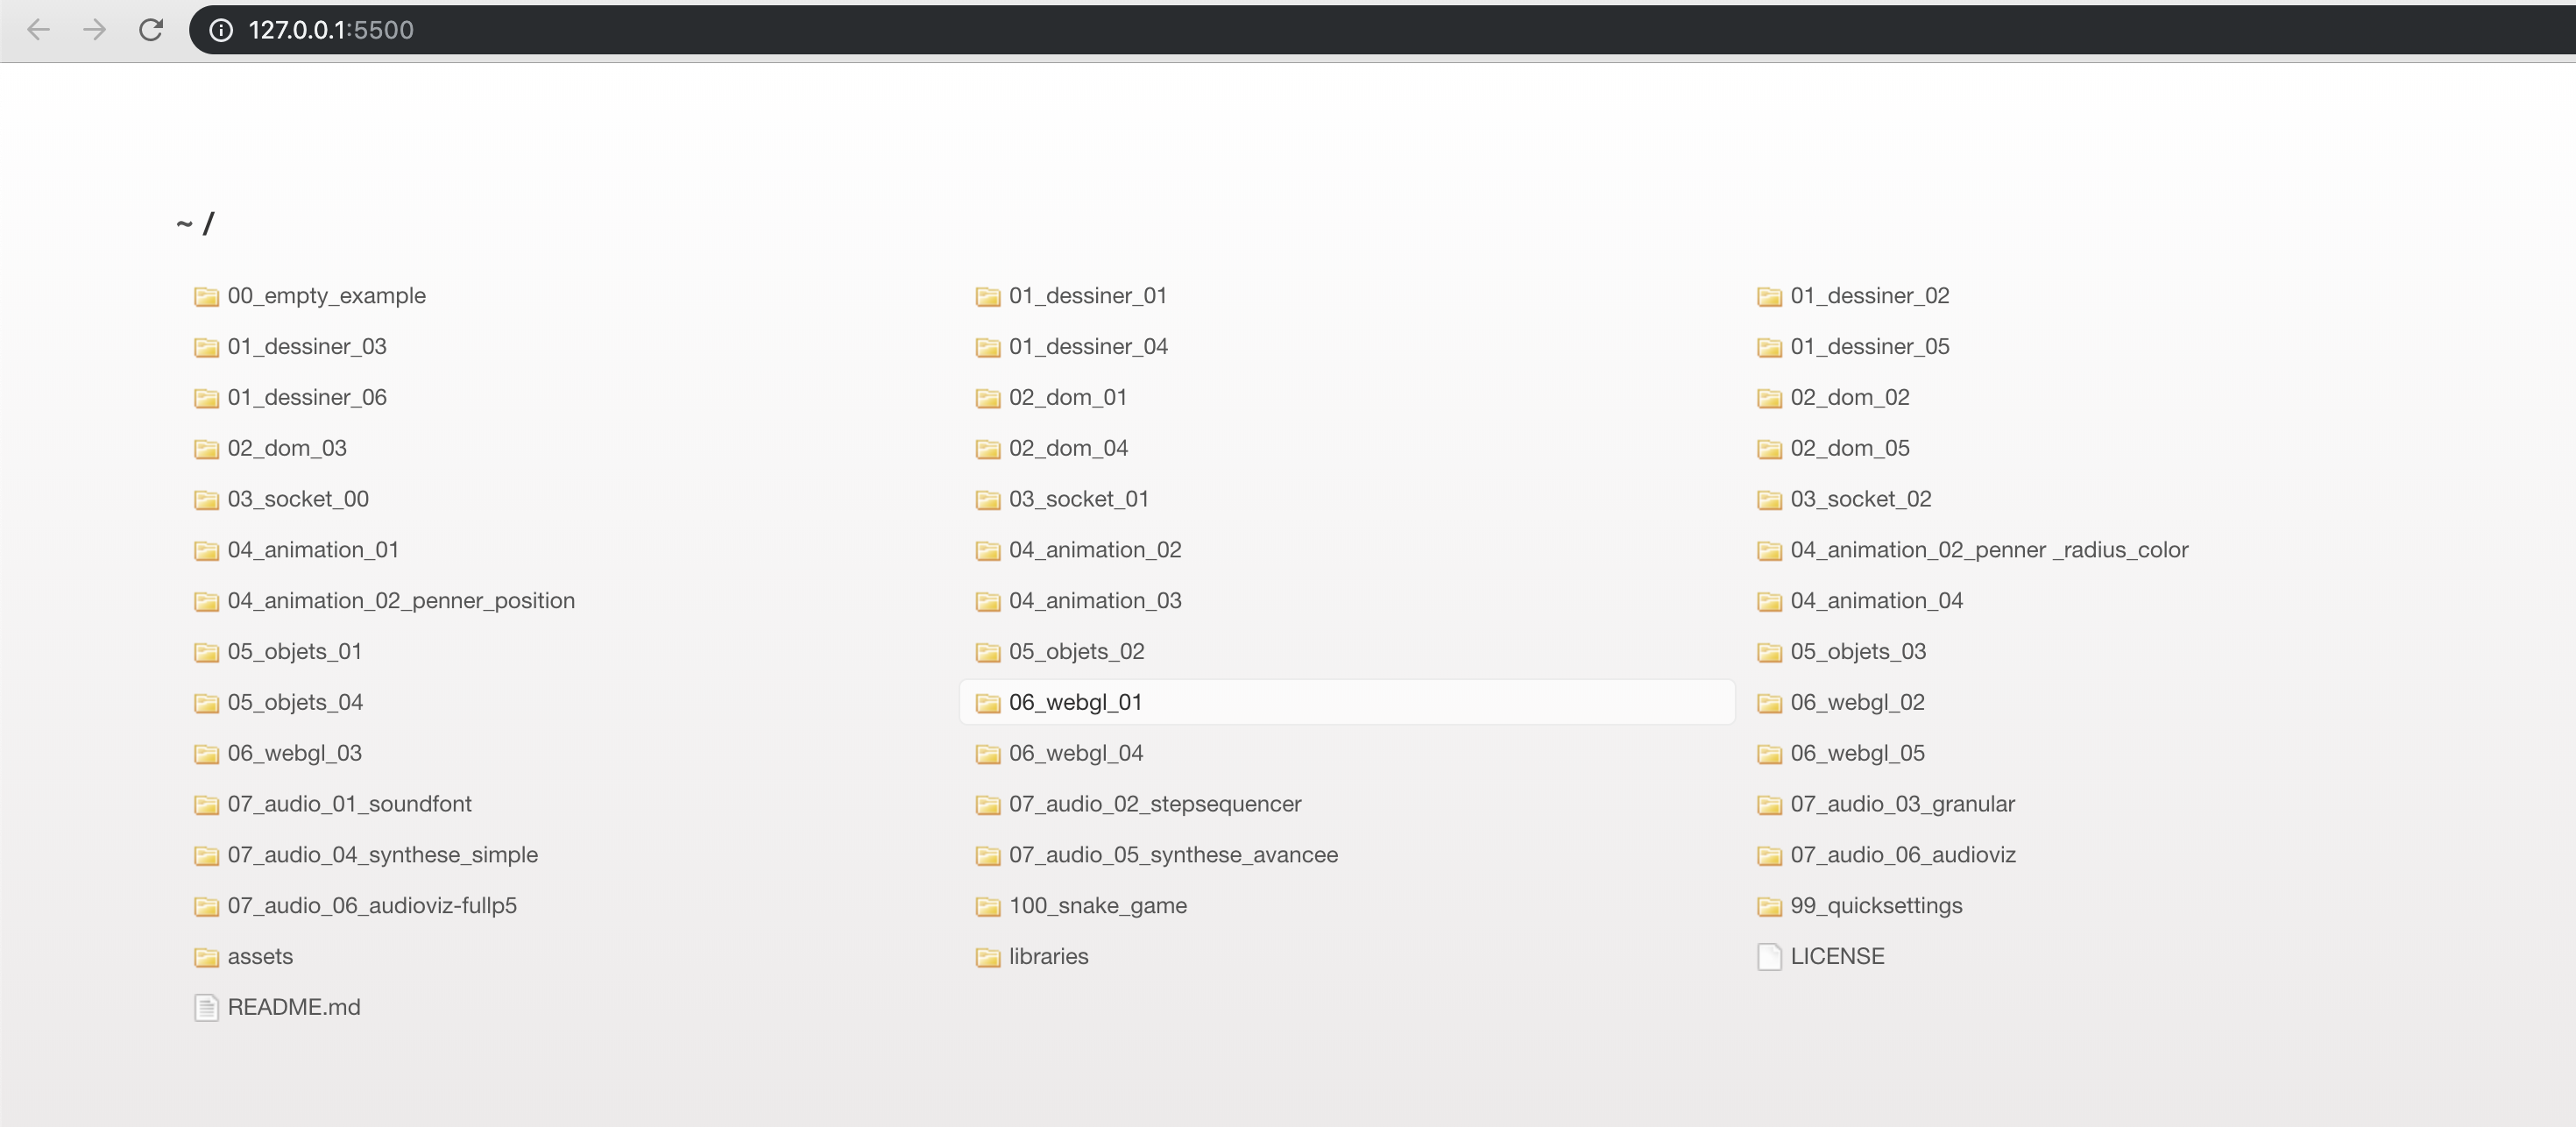 127.0.0.1:5500
~ /
00_empty_example 01_dessiner_01 01_dessiner_02
01_dessiner_03 01_dessiner_04 01_dessiner_05
01_dessiner_06 02_dom_01 02_dom_02
02_dom_03 02_dom_04 02_dom_05
03_socket_00 03_socket_01 03_socket_02
04_animation_01 04_animation_02 04_animation_02_penner _radius_color
04_animation_02_penner_position 04_animation_03 04_animation_04
05_objets_01 05_objets_02 05_objets_03
05_objets_04 06_webgl_01 06_webgl_02
06_webgl_03 06_webgl_04 06_webgl_05
07_audio_01_soundfont 07_audio_02_stepsequencer 07_audio_03_granular
07_audio_04_synthese_simple 07_audio_05_synthese_avancee 07_audio_06_audioviz
07_audio_06_audioviz-fullp5 100_snake_game 99_quicksettings
assets libraries LICENSE
README.md